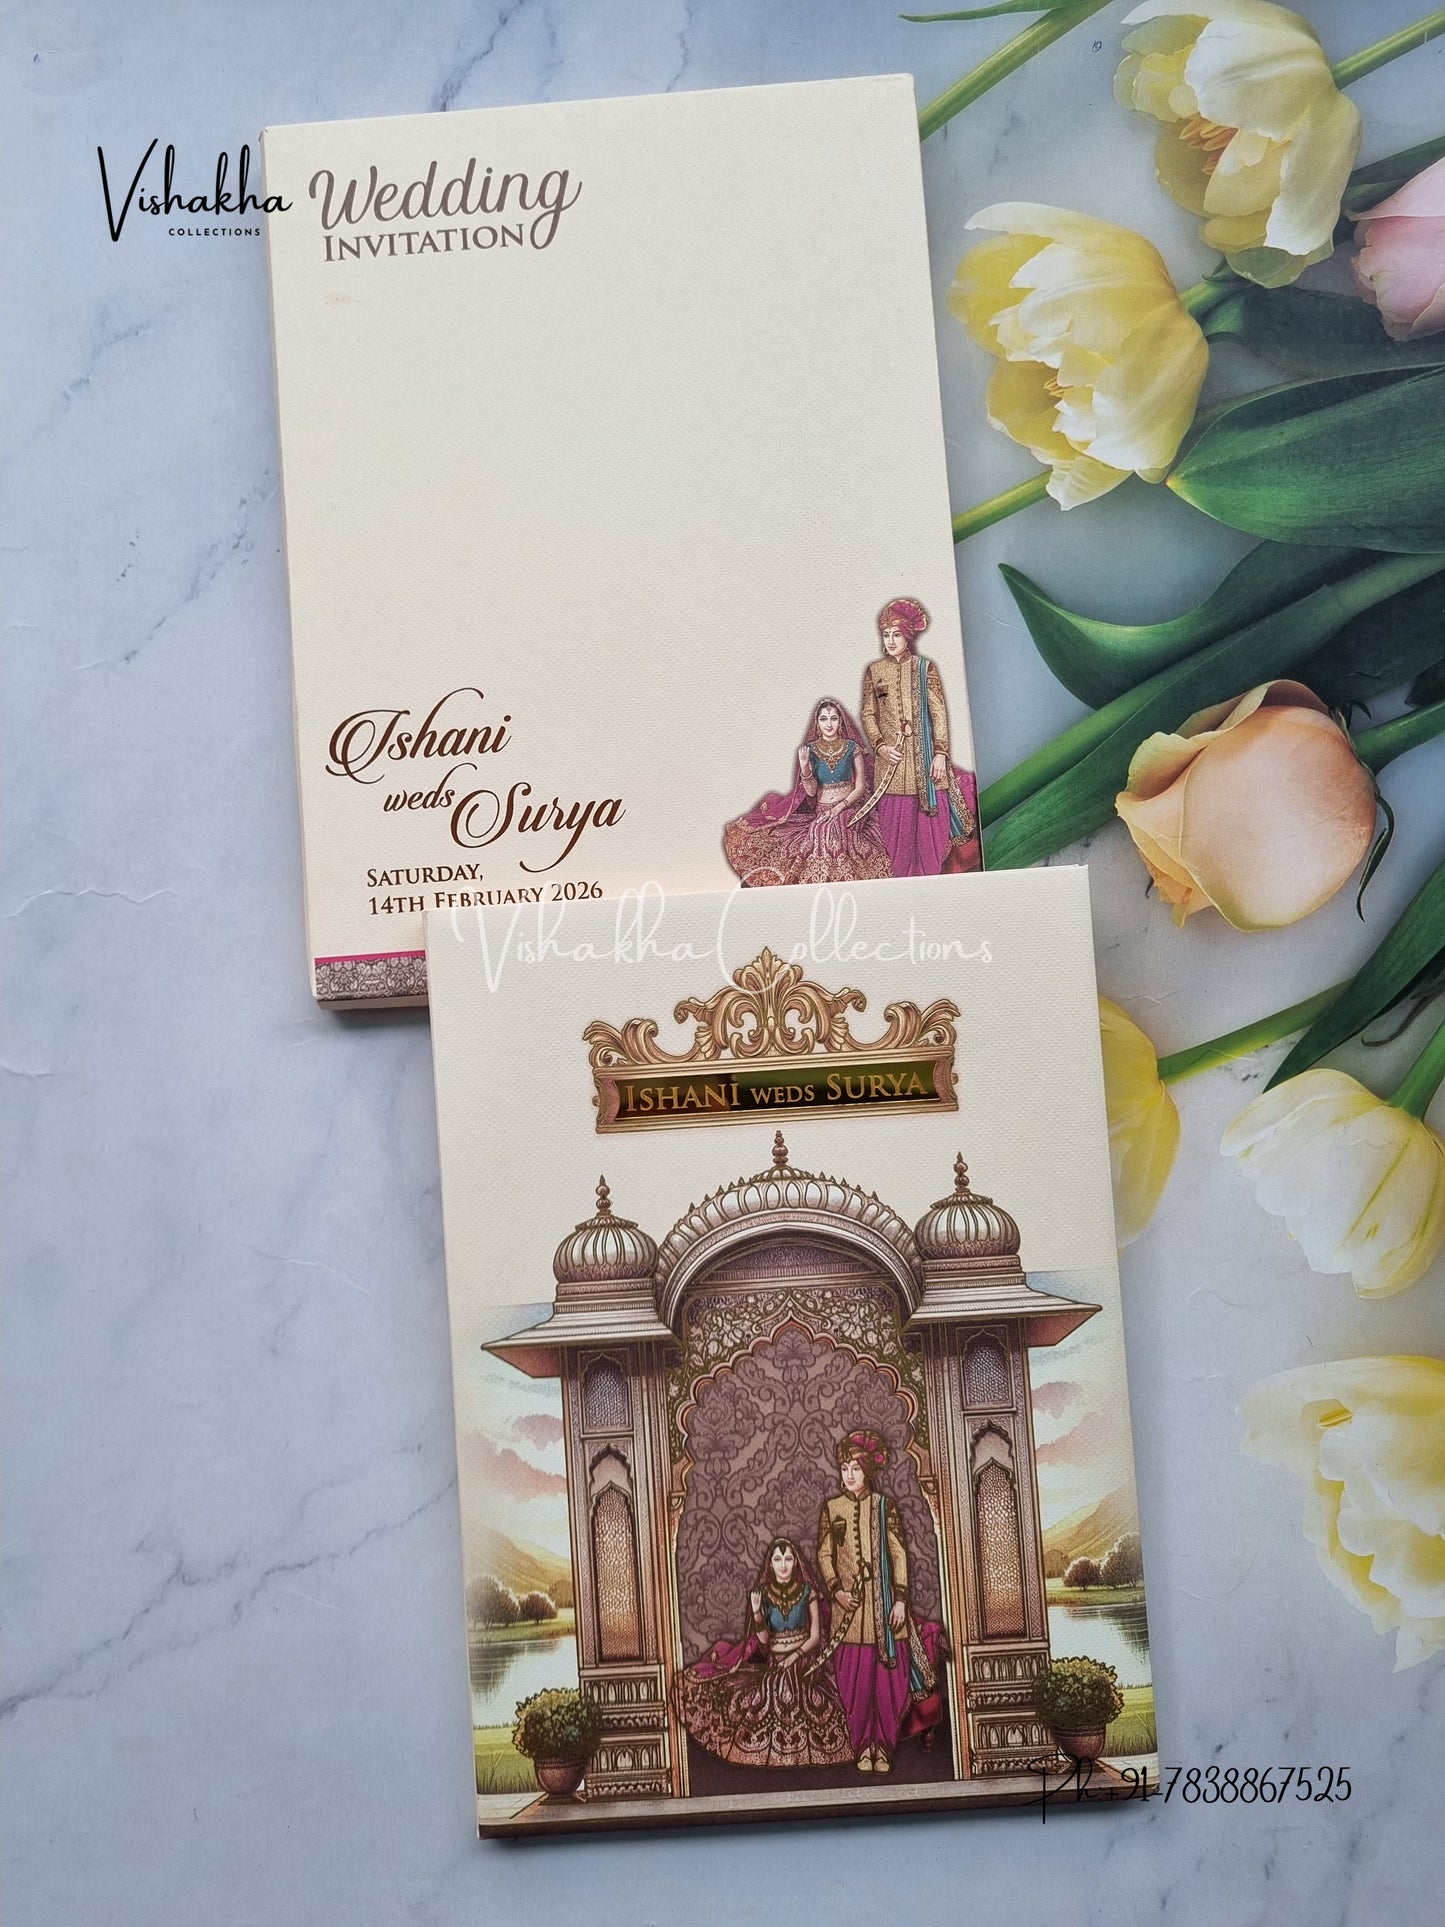 Vishakha
COLLECTIONS
Wedding
INVITATION
Ishani
weds
Surya
SATURDAY,
14TH FEBRUARY 2026
Vishakha Collections
ISHANI WEDS SURYA
Ph:+91-7838867525